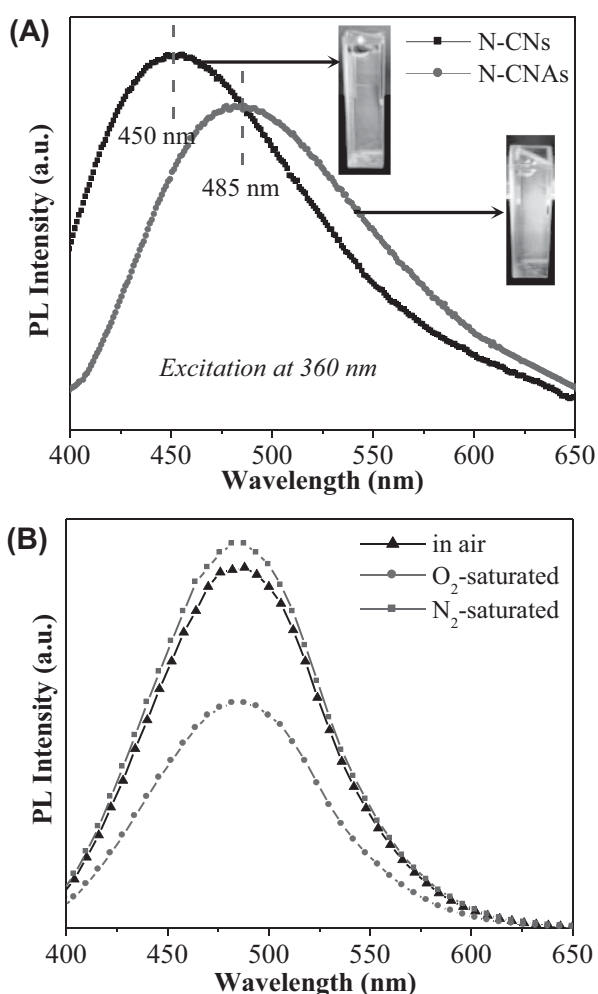 (A)
N-CNs
N-CNAs
450 nm
485 nm
Excitation at 360 nm
PL Intensity (a.u.)
400 450 500 550 600 650
Wavelength (nm)
(B)
in air
O2-saturated
N2-saturated
PL Intensity (a.u.)
400 450 500 550 600 650
Wavelength (nm)